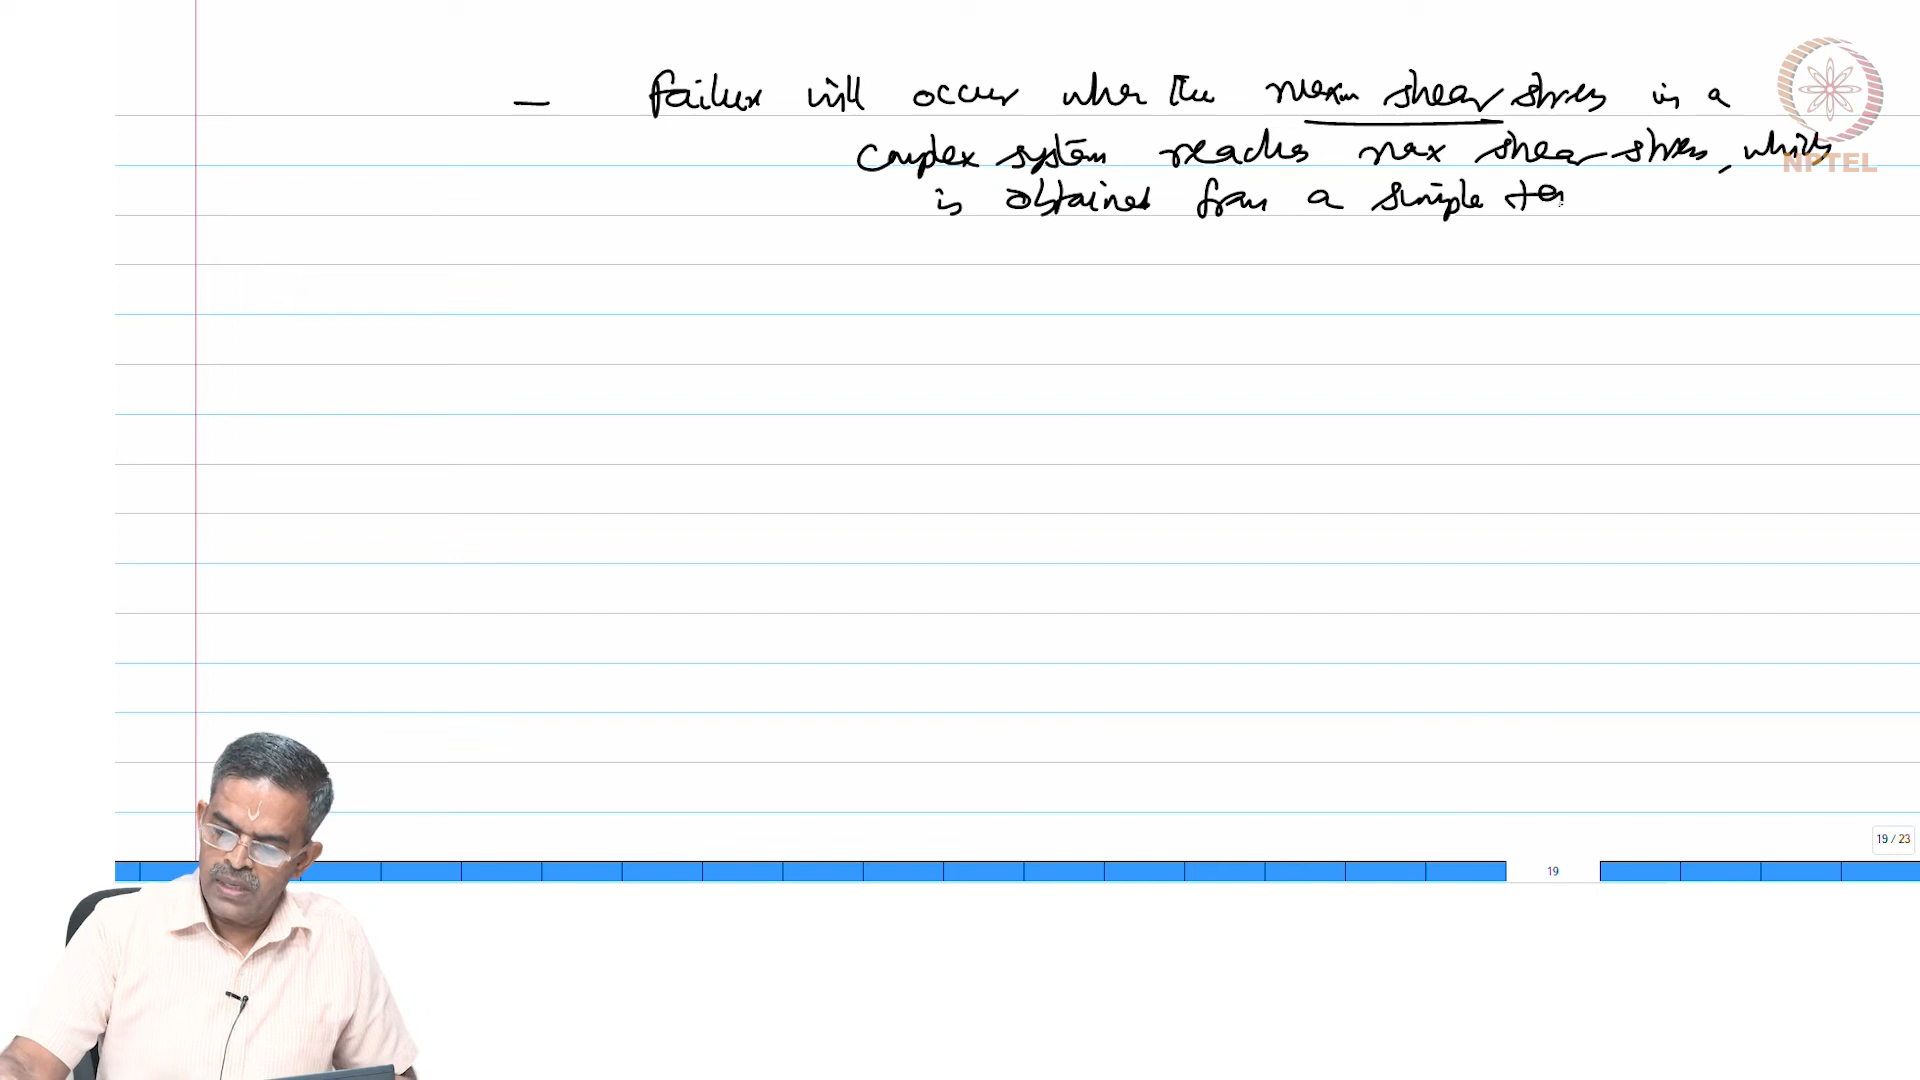 — failure will occur when the maxm shear stress in a
complex system reaches max shear stress, which
is obtained from a simple ten
NPTEL
19 / 23
19